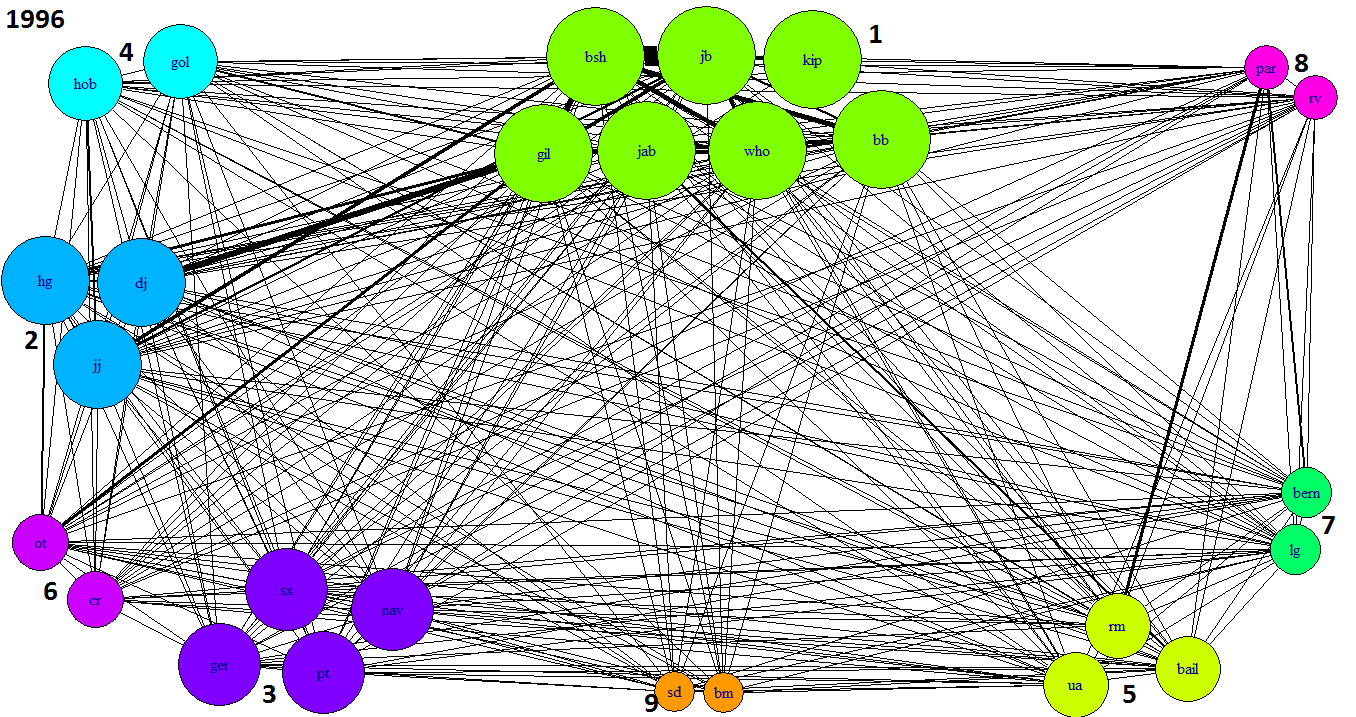 1996
4
gol
hob
bsh
jb
kip
1
gil
jab
who
bb
par
8
rv
hg
dj
2
jj
bern
7
lg
ot
6
cr
sx
nav
ger
pt
3
sd
bm
9
rm
ua
bail
5